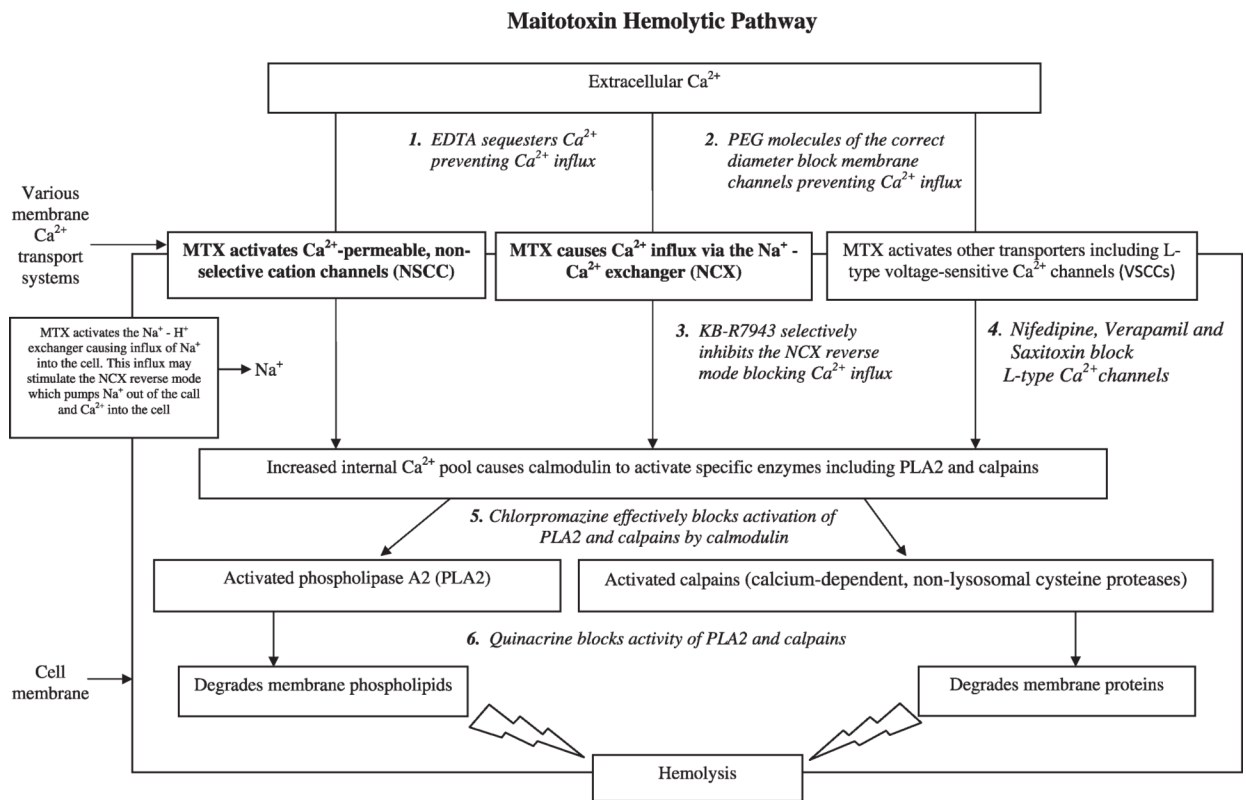 Maitotoxin Hemolytic Pathway
Extracellular Ca²⁺
1. EDTA sequesters Ca²⁺
preventing Ca²⁺ influx
2. PEG molecules of the correct
diameter block membrane
channels preventing Ca²⁺ influx
Various
membrane
Ca²⁺
transport
systems
MTX activates Ca²⁺-permeable, non-
selective cation channels (NSCC)
MTX causes Ca²⁺ influx via the Na⁺ -
Ca²⁺ exchanger (NCX)
MTX activates other transporters including L-
type voltage-sensitive Ca²⁺ channels (VSCCs)
MTX activates the Na⁺ - H⁺
exchanger causing influx of Na⁺
into the cell. This influx may
stimulate the NCX reverse mode
which pumps Na⁺ out of the call
and Ca²⁺ into the cell
Na⁺
3. KB-R7943 selectively
inhibits the NCX reverse
mode blocking Ca²⁺ influx
4. Nifedipine, Verapamil and
Saxitoxin block
L-type Ca²⁺ channels
Increased internal Ca²⁺ pool causes calmodulin to activate specific enzymes including PLA2 and calpains
5. Chlorpromazine effectively blocks activation of
PLA2 and calpains by calmodulin
Activated phospholipase A2 (PLA2)
Activated calpains (calcium-dependent, non-lysosomal cysteine proteases)
6. Quinacrine blocks activity of PLA2 and calpains
Cell
membrane
Degrades membrane phospholipids
Degrades membrane proteins
Hemolysis